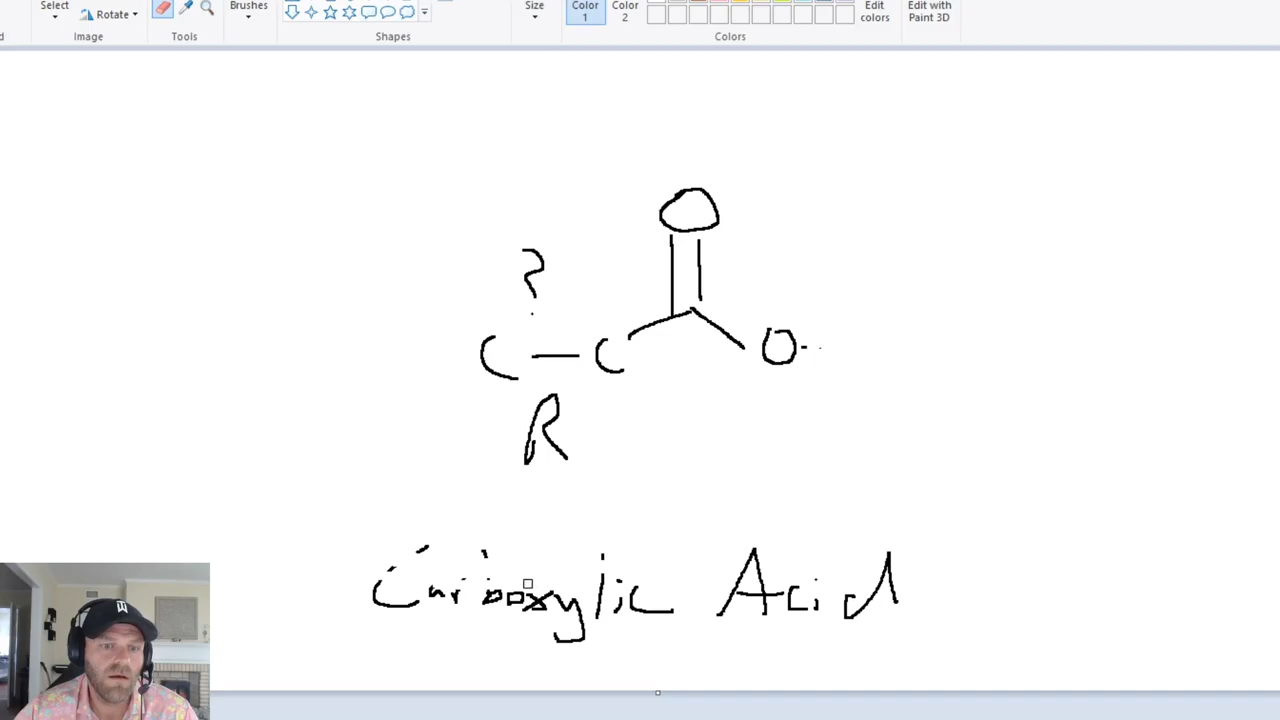 Select
Rotate
Brushes
Size
Color 1
Color 2
Edit colors
Edit with Paint 3D
Image
Tools
Shapes
Colors
O
?
C – C
O
R
Carboxylic Acid